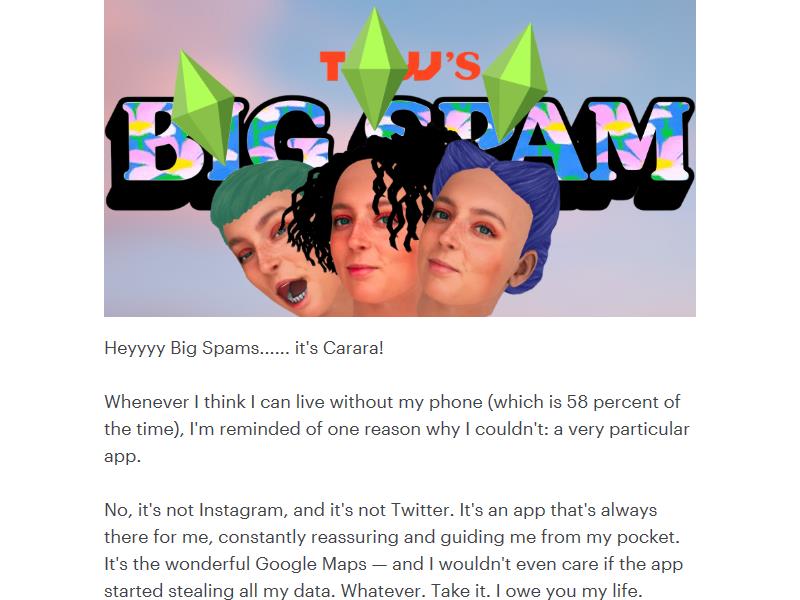 BIG SPAM
Heyyyy Big Spams...... it's Carara!
Whenever I think I can live without my phone (which is 58 percent of
the time), I'm reminded of one reason why I couldn't: a very particular
app.
No, it's not Instagram, and it's not Twitter. It's an app that's always
there for me, constantly reassuring and guiding me from my pocket.
It's the wonderful Google Maps — and I wouldn't even care if the app
started stealing all my data. Whatever. Take it. I owe you my life.